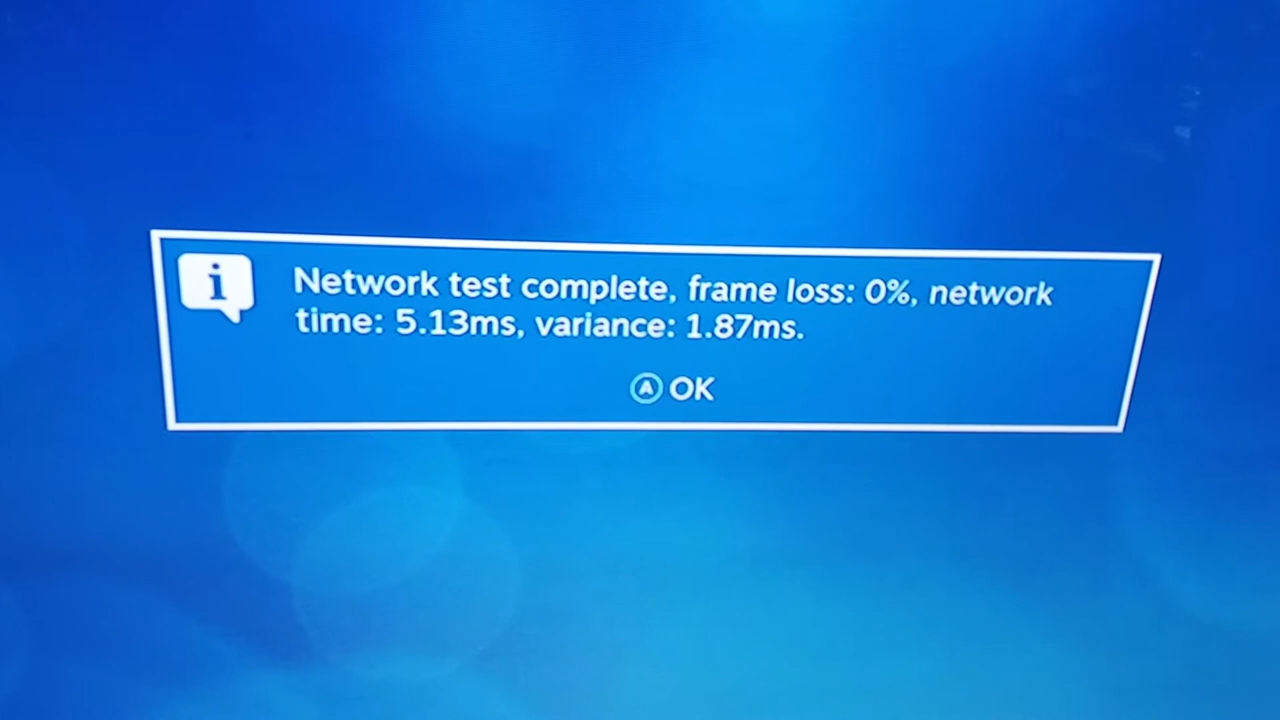 Network test complete, frame loss: 0%, network
time: 5.13ms, variance: 1.87ms.
A OK